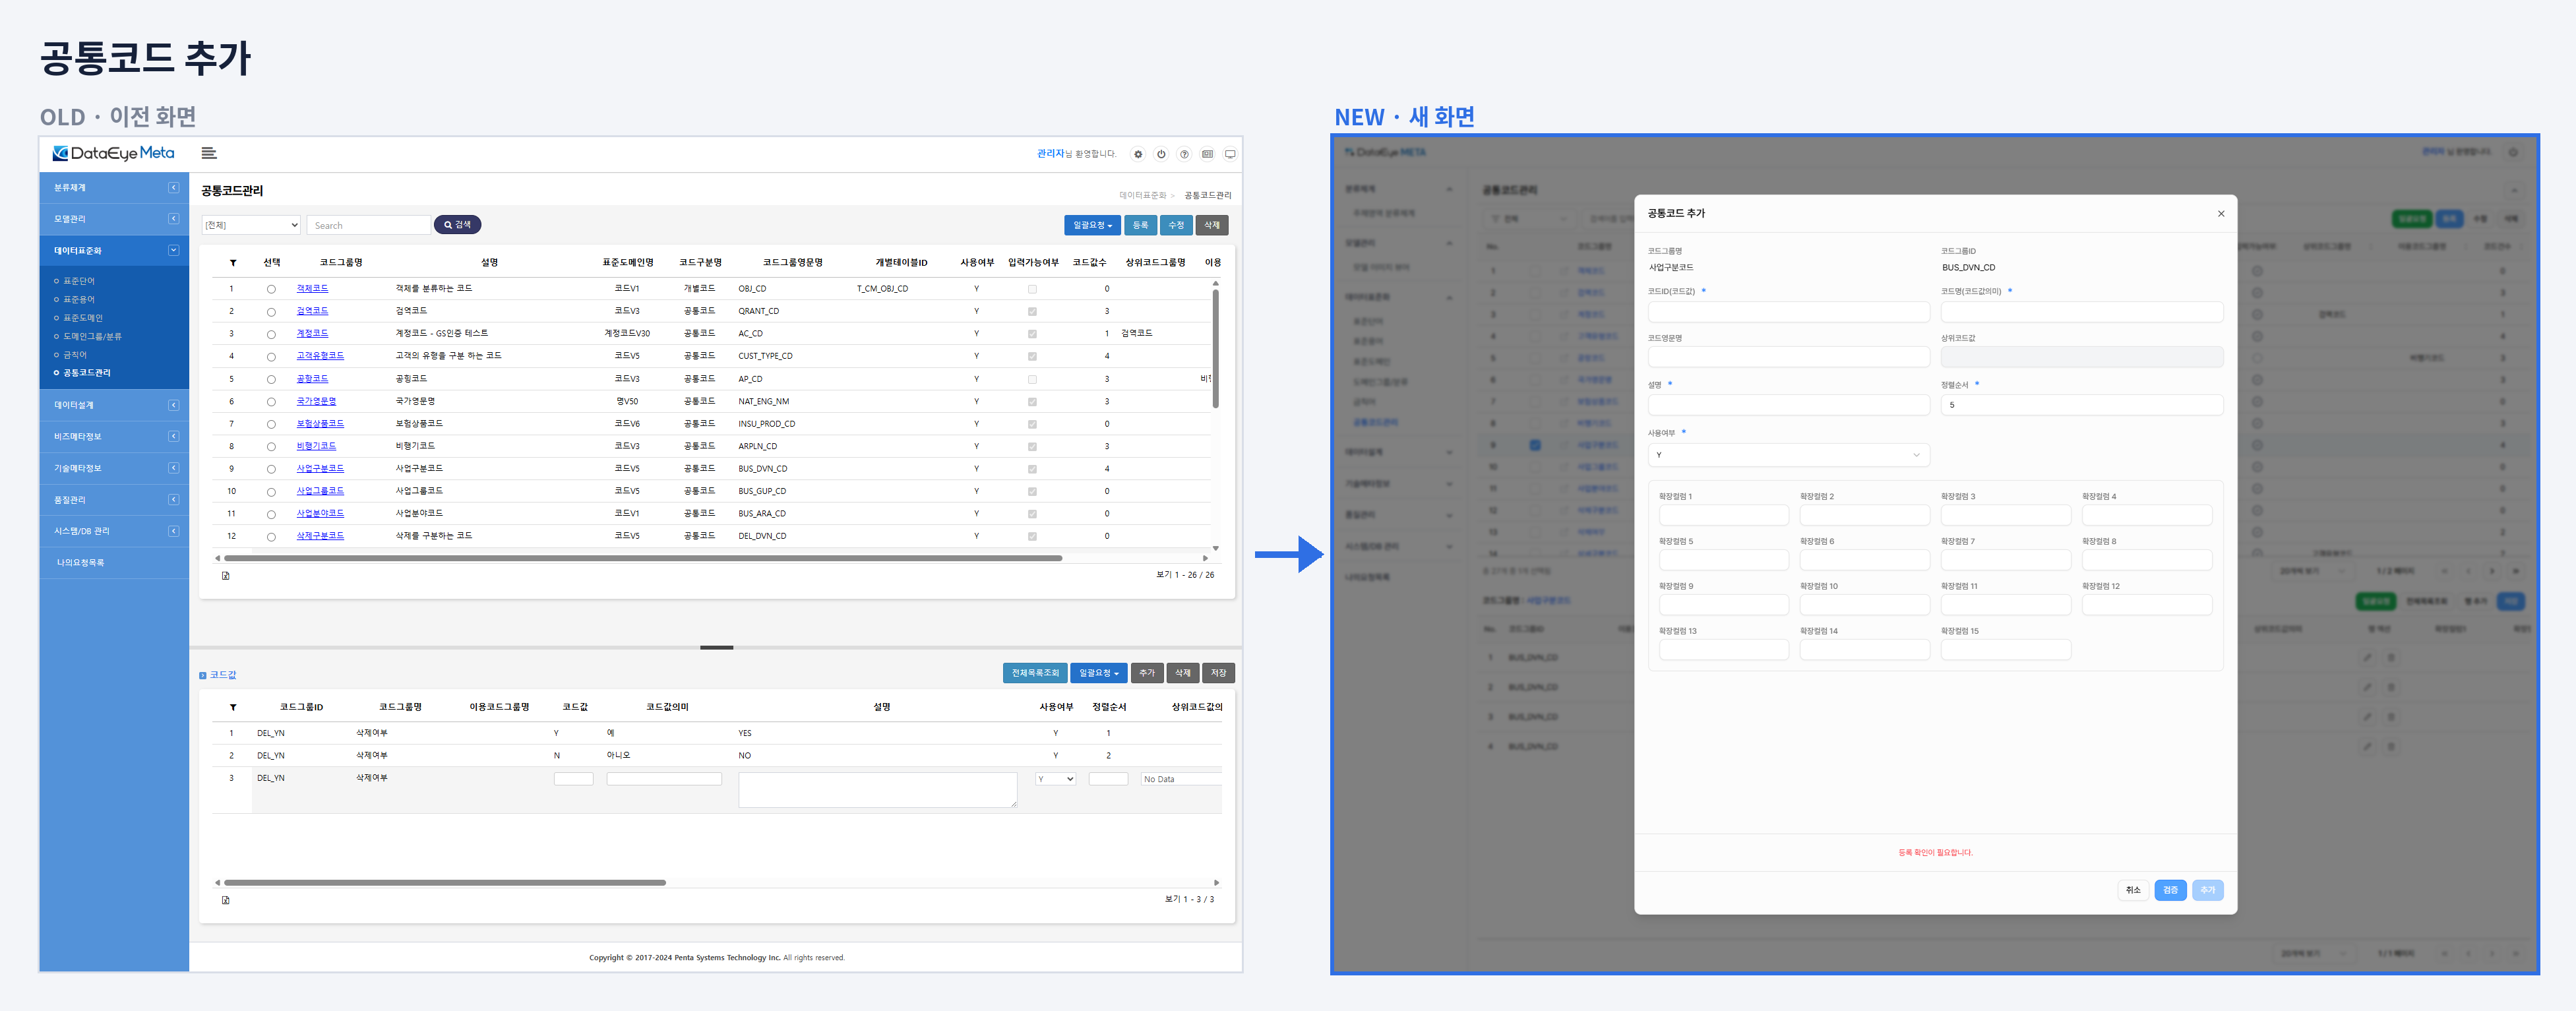 공통코드 추가
OLD · 이전 화면
DataEye Meta
관리자님 환영합니다.
분류체계
모델관리
데이터표준화
표준단어
표준용어
표준도메인
도메인그룹/분류
금칙어
공통코드관리
데이터설계
비즈메타정보
기술메타정보
품질관리
시스템/DB 관리
나의요청목록
공통코드관리
데이터표준화 > 공통코드관리
[전체] Search 검색 일괄요청 등록 수정 삭제
선택 코드그룹명 설명 표준도메인명 코드구분명 코드그룹영문명 개별테이블ID 사용여부 입력가능여부 코드값수 상위코드그룹명 이용
1 객체코드 객체를 분류하는 코드 코드V1 개별코드 OBJ_CD T_CM_OBJ_CD Y 0
2 검역코드 검역코드 코드V3 공통코드 QRANT_CD Y 3
3 계정코드 계정코드 - GS인증 테스트 계정코드V30 공통코드 AC_CD Y 1 검역코드
4 고객유형코드 고객의 유형을 구분 하는 코드 코드V5 공통코드 CUST_TYPE_CD Y 4
5 공항코드 공힝코드 코드V3 공통코드 AP_CD Y 3
6 국가영문명 국가영문명 명V50 공통코드 NAT_ENG_NM Y 3
7 보험상품코드 보험상품코드 코드V6 공통코드 INSU_PROD_CD Y 0
8 비행기코드 비행기코드 코드V3 공통코드 ARPLN_CD Y 3
9 사업구분코드 사업구분코드 코드V5 공통코드 BUS_DVN_CD Y 4
10 사업그룹코드 사업그룹코드 코드V5 공통코드 BUS_GUP_CD Y 0
11 사업분야코드 사업분야코드 코드V1 공통코드 BUS_ARA_CD Y 0
12 삭제구분코드 삭제를 구분하는 코드 코드V5 공통코드 DEL_DVN_CD Y 0
보기 1 - 26 / 26
코드값
전체목록조회 일괄요청 추가 삭제 저장
코드그룹ID 코드그룹명 이용코드그룹명 코드값 코드값의미 설명 사용여부 정렬순서 상위코드값의
1 DEL_YN 삭제여부 Y 예 YES Y 1
2 DEL_YN 삭제여부 N 아니오 NO Y 2
3 DEL_YN 삭제여부 Y No Data
보기 1 - 3 / 3
Copyright © 2017-2024 Penta Systems Technology Inc. All rights reserved.
NEW · 새 화면
DataEye META
공통코드관리
공통코드 추가
코드그룹명 코드그룹ID
사업구분코드 BUS_DVN_CD
코드ID(코드값) * 코드명(코드값의미) *
코드영문명 상위코드값
설명 * 정렬순서 *
5
사용여부 *
Y
확장컬럼 1 확장컬럼 2 확장컬럼 3 확장컬럼 4
확장컬럼 5 확장컬럼 6 확장컬럼 7 확장컬럼 8
확장컬럼 9 확장컬럼 10 확장컬럼 11 확장컬럼 12
확장컬럼 13 확장컬럼 14 확장컬럼 15
등록 확인이 필요합니다.
취소 검증 추가